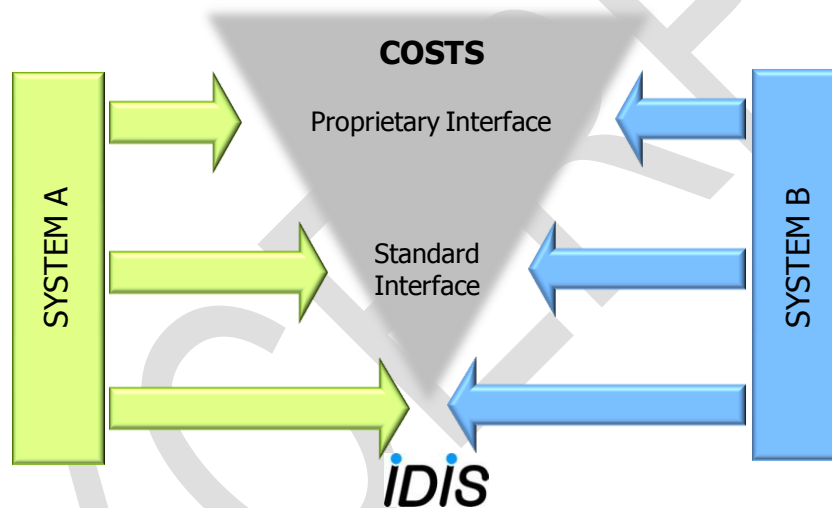 COSTS
Proprietary Interface
SYSTEM A
SYSTEM B
Standard
Interface
iDiS